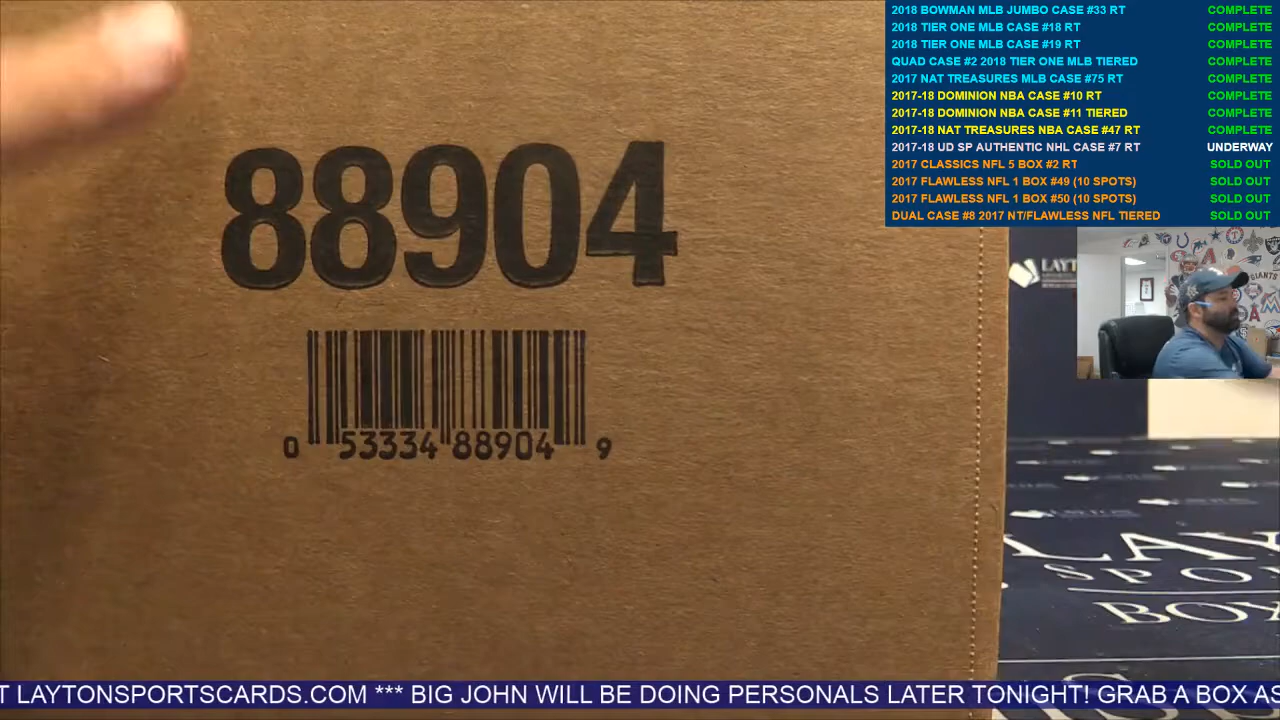 2018 BOWMAN MLB JUMBO CASE #33 RT COMPLETE
2018 TIER ONE MLB CASE #18 RT COMPLETE
2018 TIER ONE MLB CASE #19 RT COMPLETE
QUAD CASE #2 2018 TIER ONE MLB TIERED COMPLETE
2017 NAT TREASURES MLB CASE #75 RT COMPLETE
2017-18 DOMINION NBA CASE #10 RT COMPLETE
2017-18 DOMINION NBA CASE #11 TIERED COMPLETE
2017-18 NAT TREASURES NBA CASE #47 RT COMPLETE
2017-18 UD SP AUTHENTIC NHL CASE #7 RT UNDERWAY
2017 CLASSICS NFL 5 BOX #2 RT SOLD OUT
2017 FLAWLESS NFL 1 BOX #49 (10 SPOTS) SOLD OUT
2017 FLAWLESS NFL 1 BOX #50 (10 SPOTS) SOLD OUT
DUAL CASE #8 2017 NT/FLAWLESS NFL TIERED SOLD OUT
88904
0 53334 88904 9
LAYT
GIANTS
LAY
SPO
BOY
T LAYTONSPORTSCARDS.COM *** BIG JOHN WILL BE DOING PERSONALS LATER TONIGHT! GRAB A BOX AS